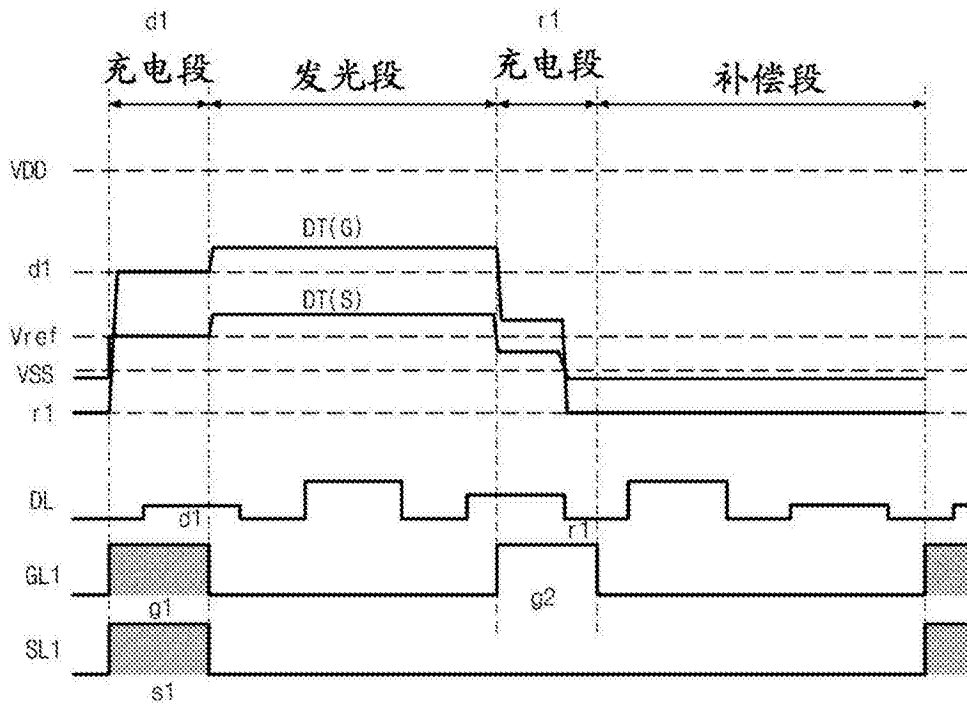 d1 r1
充电段 发光段 充电段 补偿段
VDD
DT(G)
d1
DT(S)
Vref
VSS
r1
DL
d1 r1
GL1
g1 g2
SL1
s1